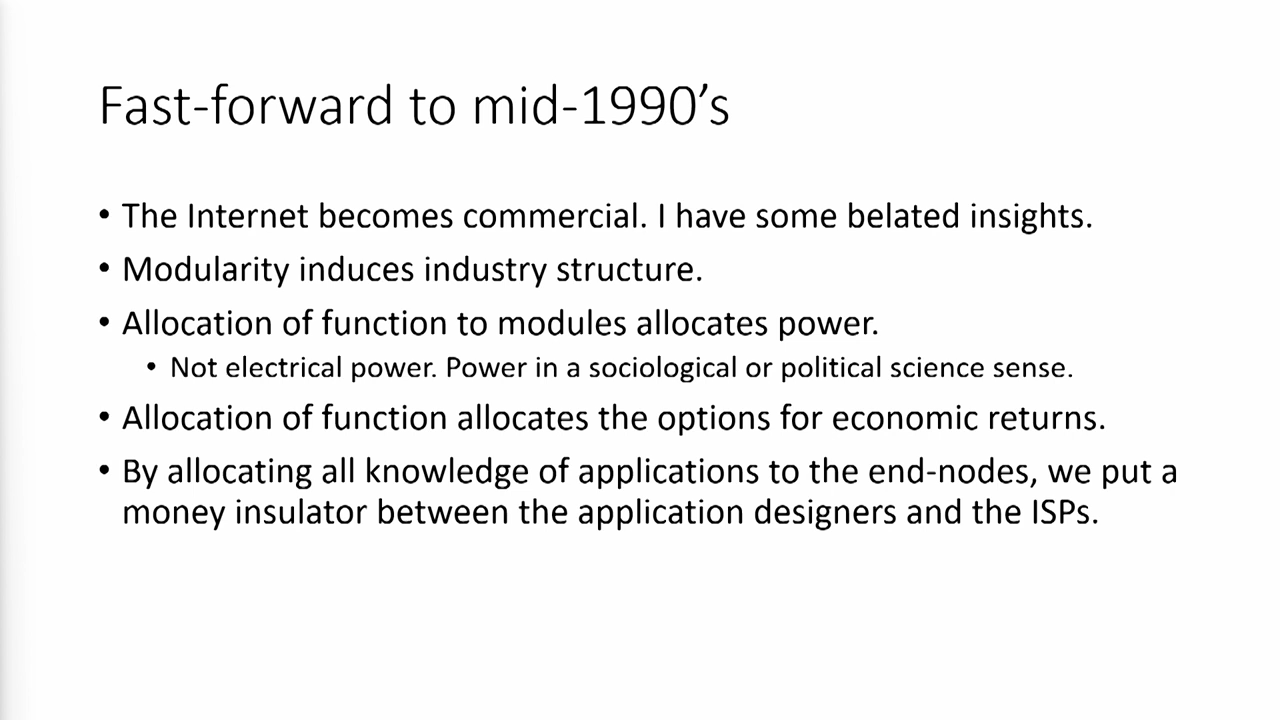 Fast-forward to mid-1990’s
• The Internet becomes commercial. I have some belated insights.
• Modularity induces industry structure.
• Allocation of function to modules allocates power.
• Not electrical power. Power in a sociological or political science sense.
• Allocation of function allocates the options for economic returns.
• By allocating all knowledge of applications to the end-nodes, we put a
money insulator between the application designers and the ISPs.